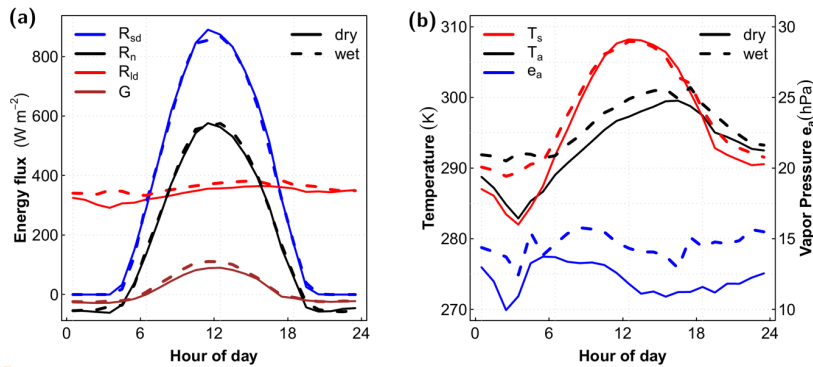 (a)
R_sd
R_n
R_ld
G
dry
wet
800
600
400
200
0
Energy flux (W m⁻²)
0 6 12 18 24
Hour of day
(b)
T_s
T_a
e_a
dry
wet
310
300
290
280
270
Temperature (K)
30
25
20
15
10
Vapor Pressure e_a(hPa)
0 6 12 18 24
Hour of day